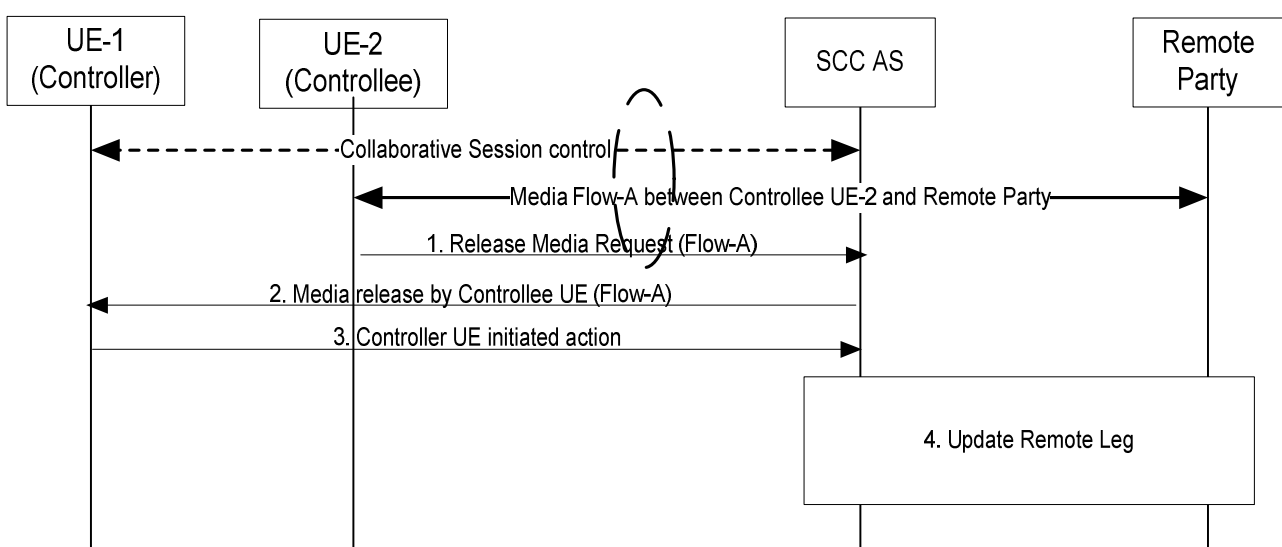 UE-1
(Controller)
UE-2
(Controllee)
SCC AS
Remote
Party
Collaborative Session control
Media Flow-A between Controllee UE-2 and Remote Party
1. Release Media Request (Flow-A)
2. Media release by Controllee UE (Flow-A)
3. Controller UE initiated action
4. Update Remote Leg